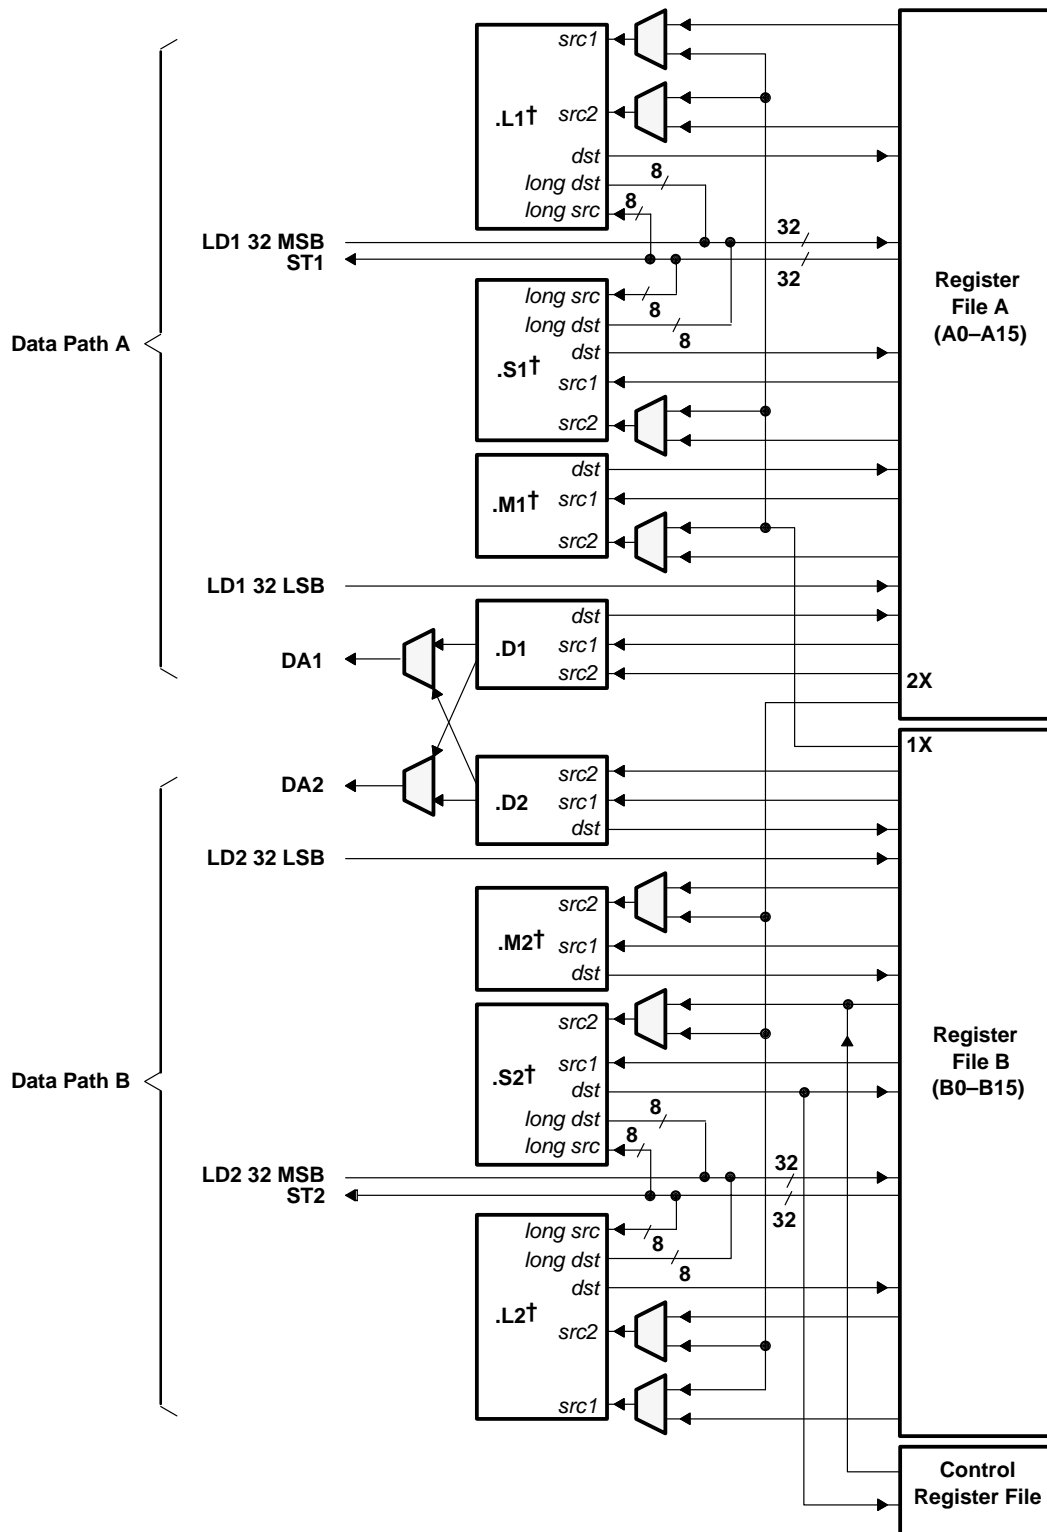 src1
.L1†
src2
dst
8
long dst
8
long src
LD1 32 MSB
32
ST1
32
Register
File A
(A0–A15)
long src
8
long dst
8
Data Path A
dst
.S1†
src1
src2
dst
.M1†
src1
src2
LD1 32 LSB
dst
.D1
src1
DA1
src2
2X
1X
DA2
src2
.D2
src1
dst
LD2 32 LSB
src2
.M2†
src1
dst
src2
Register
File B
(B0–B15)
src1
.S2†
Data Path B
dst
8
long dst
8
long src
LD2 32 MSB
32
ST2
32
long src
8
long dst
8
dst
.L2†
src2
src1
Control
Register File